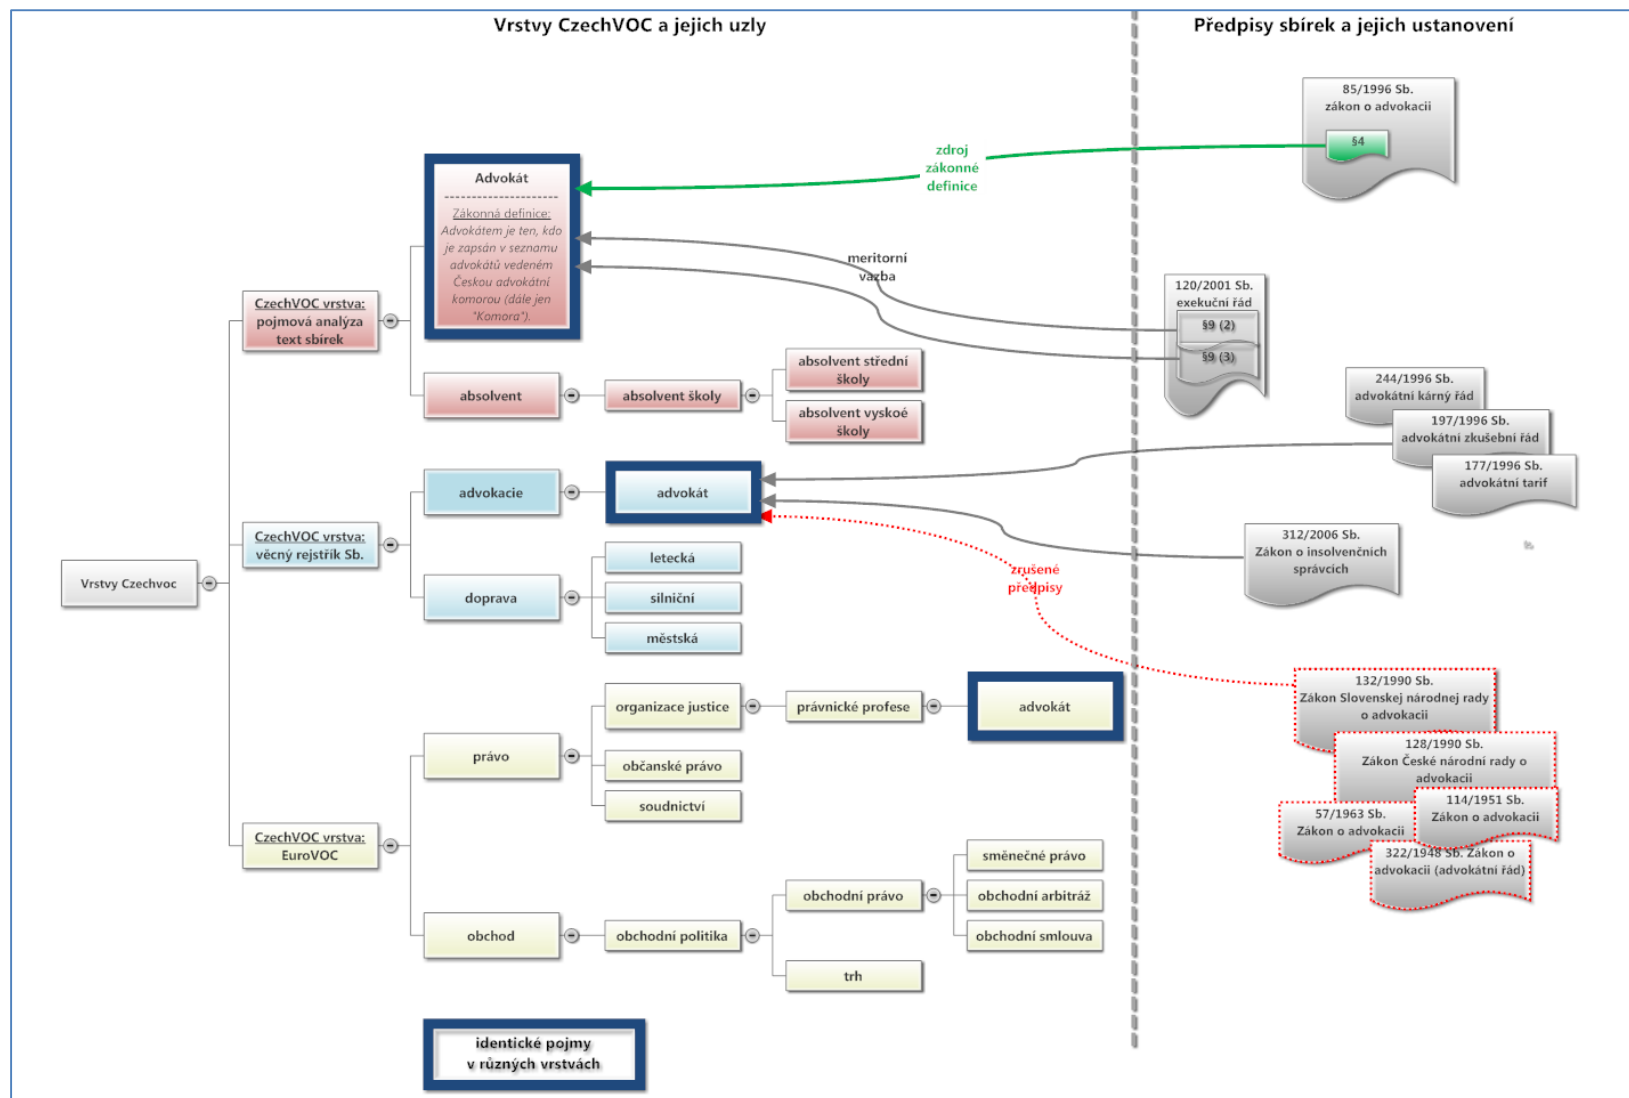 Vrstvy CzechVOC a jejich uzly
Předpisy sbírek a jejich ustanovení
85/1996 Sb.
zákon o advokacii
§4
zdroj
zákonné
definice
Advokát
Zákonná definice:
Advokátem je ten, kdo
je zapsán v seznamu
advokátů vedeném
Českou advokátní
komorou (dále jen
"Komora").
meritorní
vazba
120/2001 Sb.
exekuční řád
§9 (2)
§9 (3)
CzechVOC vrstva:
pojmová analýza
text sbírek
absolvent
absolvent školy
absolvent střední
školy
absolvent vyskoé
školy
244/1996 Sb.
advokátní kárný řád
197/1996 Sb.
advokátní zkušební řád
177/1996 Sb.
advokátní tarif
advokacie
advokát
CzechVOC vrstva:
věcný rejstřík Sb.
312/2006 Sb.
Zákon o insolvenčních
správcích
Vrstvy Czechvoc
doprava
letecká
silniční
městská
zrušené
předpisy
organizace justice
právnické profese
advokát
132/1990 Sb.
Zákon Slovenskej národnej rady
o advokacii
právo
občanské právo
soudnictví
128/1990 Sb.
Zákon České národní rady o
advokacii
114/1951 Sb.
Zákon o advokacii
57/1963 Sb.
Zákon o advokacii
322/1948 Sb. Zákon o
advokacii (advokátní řád)
CzechVOC vrstva:
EuroVOC
obchod
obchodní politika
obchodní právo
směnečné právo
obchodní arbitráž
obchodní smlouva
trh
identické pojmy
v různých vrstvách